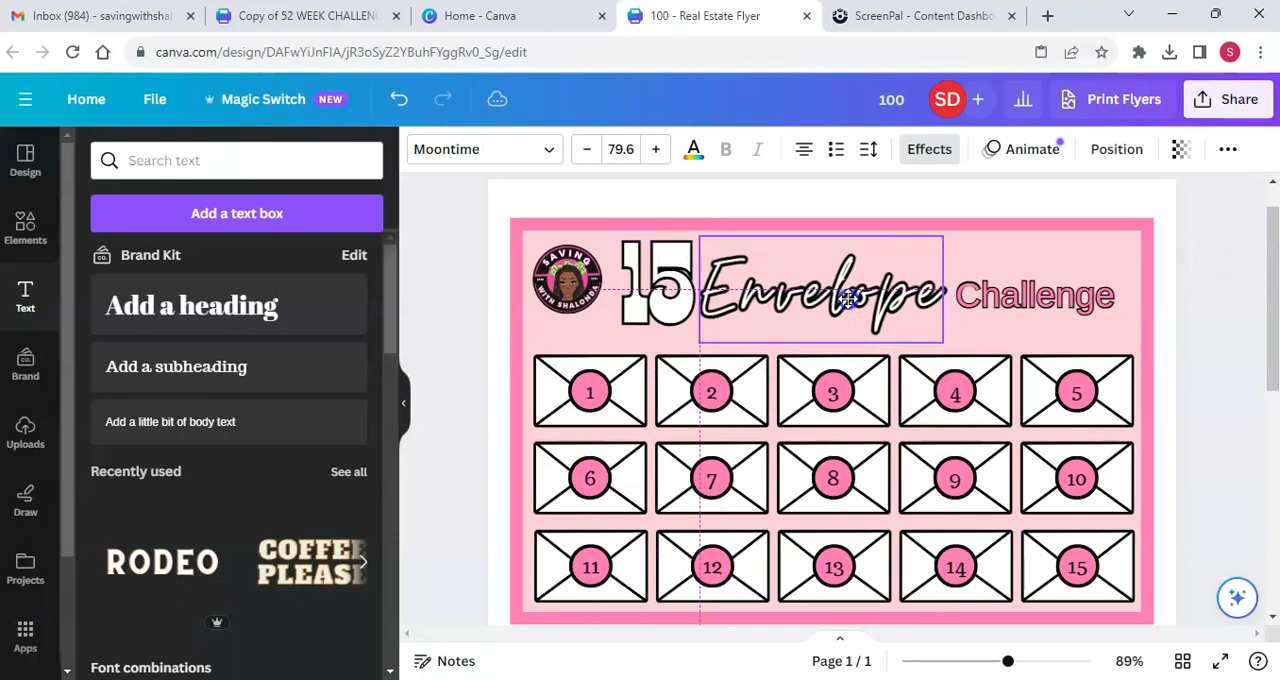 Inbox (984) - savingwithshal
Copy of 52 WEEK CHALLEN
Home - Canva
100 - Real Estate Flyer
ScreenPal - Content Dashbo
canva.com/design/DAFwYiJnFIA/jR3oSyZ2YBuhFYggRv0_Sg/edit
S
Home
File
Magic Switch NEW
100
SD
Print Flyers
Share
Design
Elements
Text
Brand
Uploads
Draw
Projects
Apps
Search text
Add a text box
Brand Kit
Edit
Add a heading
Add a subheading
Add a little bit of body text
Recently used
See all
RODEO
COFFEE
PLEASE
Font combinations
Moontime
79.6
A
B
I
Effects
Animate
Position
SAVING
WITH SHALONDA
15 Envelope Challenge
1 2 3 4 5
6 7 8 9 10
11 12 13 14 15
Notes
Page 1 / 1
89%